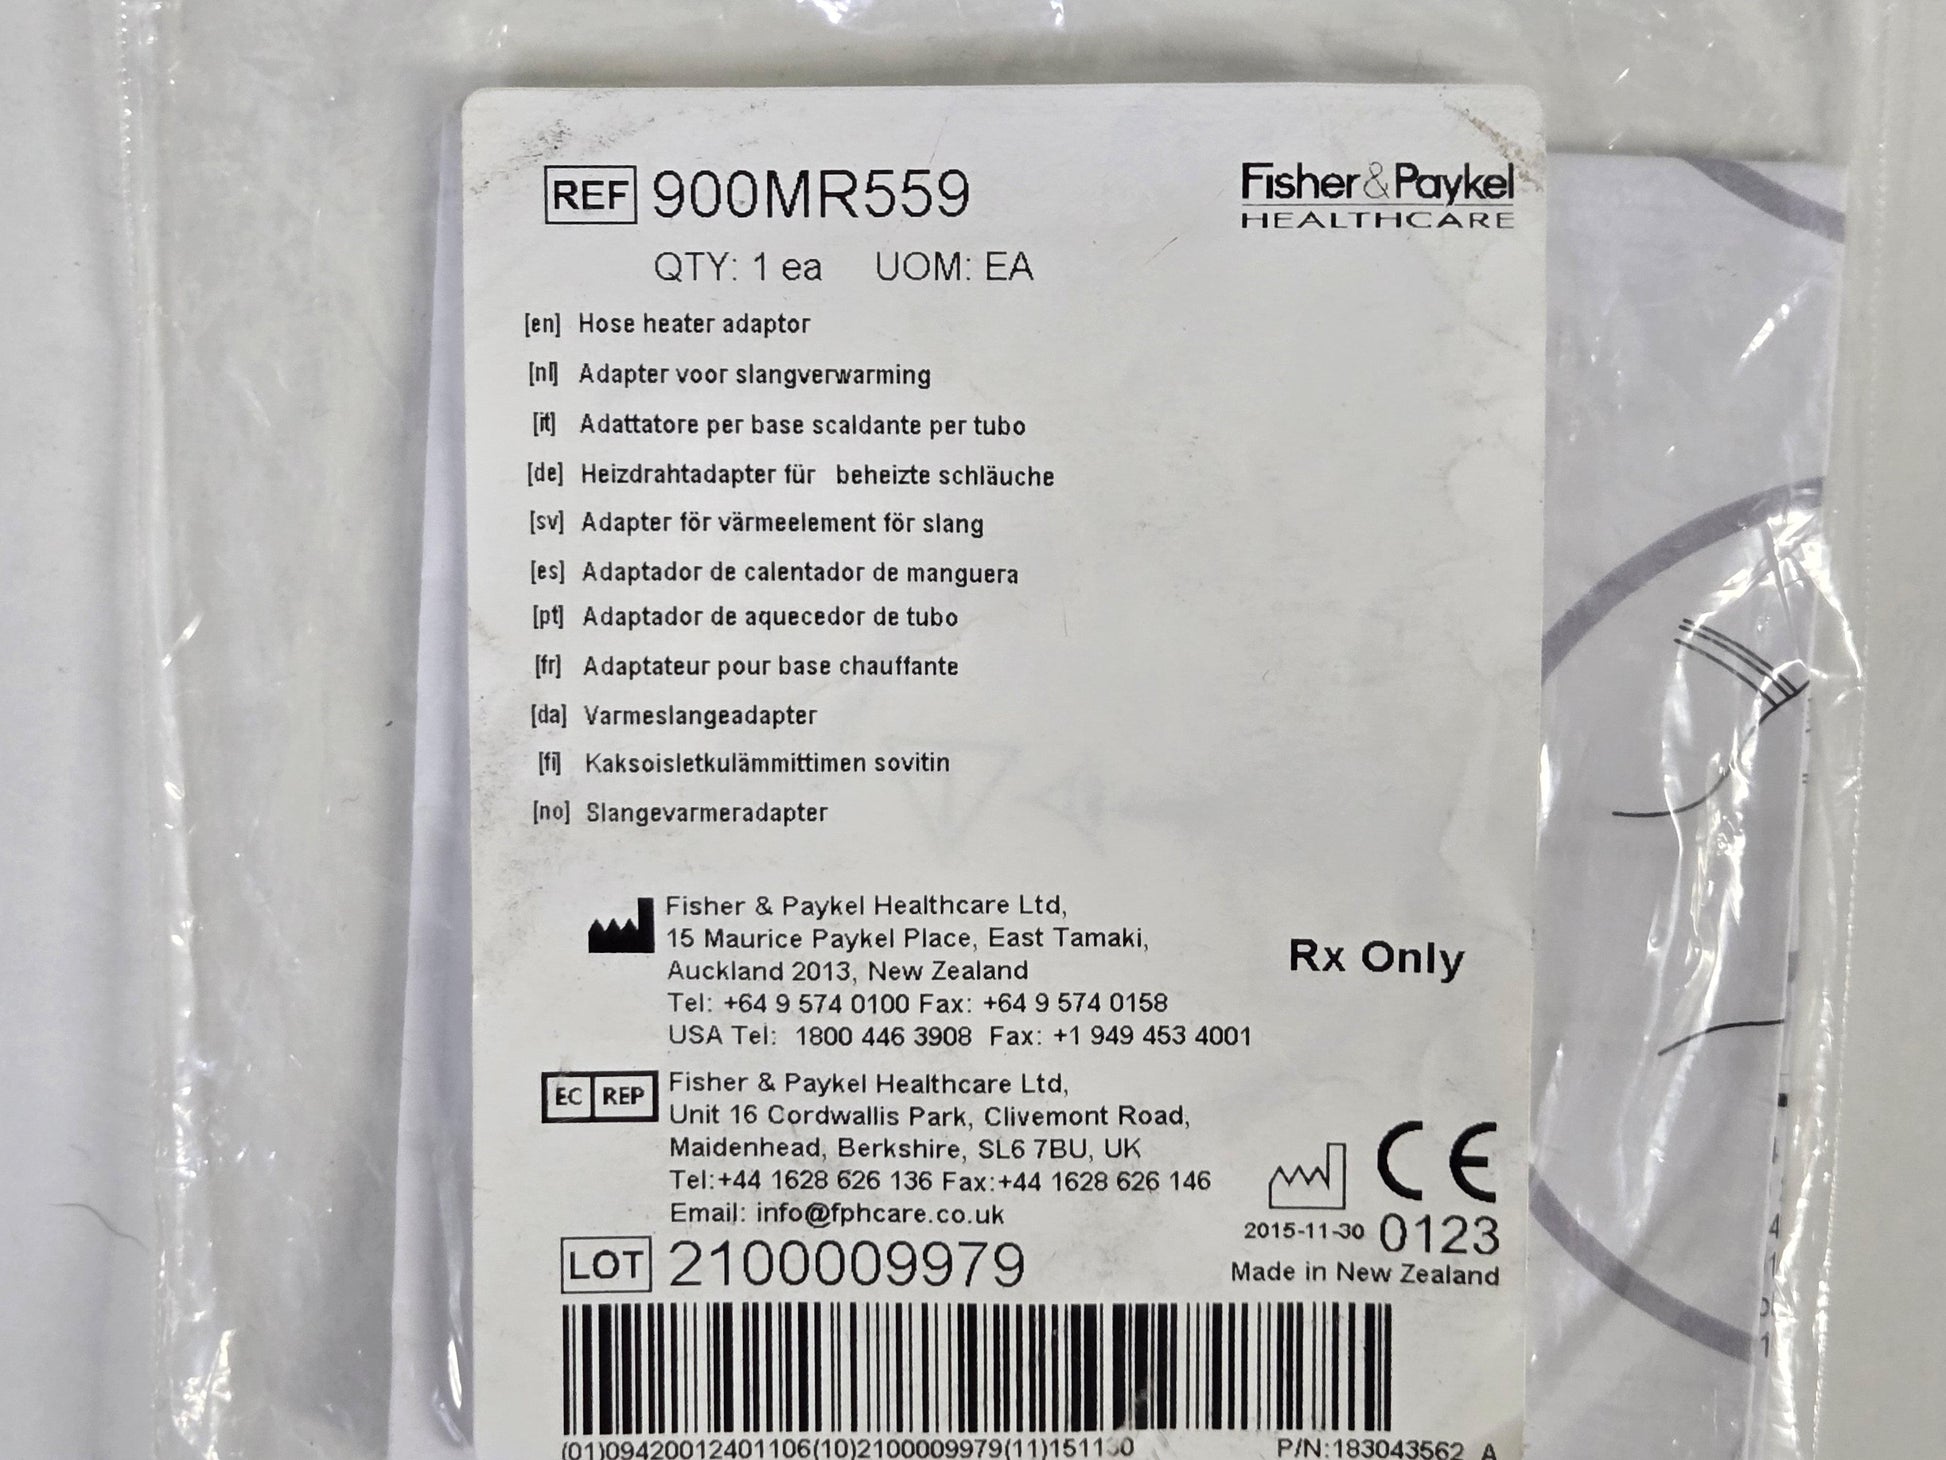 REF 900MR559
Fisher&Paykel
HEALTHCARE
QTY: 1 ea UOM: EA
[en] Hose heater adaptor
[nl] Adapter voor slangverwarming
[it] Adattatore per base scaldante per tubo
[de] Heizdrahtadapter für beheizte schläuche
[sv] Adapter för värmeelement för slang
[es] Adaptador de calentador de manguera
[pt] Adaptador de aquecedor de tubo
[fr] Adaptateur pour base chauffante
[da] Varmeslangeadapter
[fi] Kaksoisletkulämmittimen sovitin
[no] Slangevarmeradapter
Fisher & Paykel Healthcare Ltd,
15 Maurice Paykel Place, East Tamaki,
Auckland 2013, New Zealand
Tel: +64 9 574 0100 Fax: +64 9 574 0158
USA Tel: 1800 446 3908 Fax: +1 949 453 4001
Rx Only
EC REP Fisher & Paykel Healthcare Ltd,
Unit 16 Cordwallis Park, Clivemont Road,
Maidenhead, Berkshire, SL6 7BU, UK
Tel:+44 1628 626 136 Fax:+44 1628 626 146
Email: info@fphcare.co.uk
CE
2015-11-30 0123
Made in New Zealand
LOT 2100009979
(01)09420012401106(10)2100009979(11)151130
P/N:183043562 A